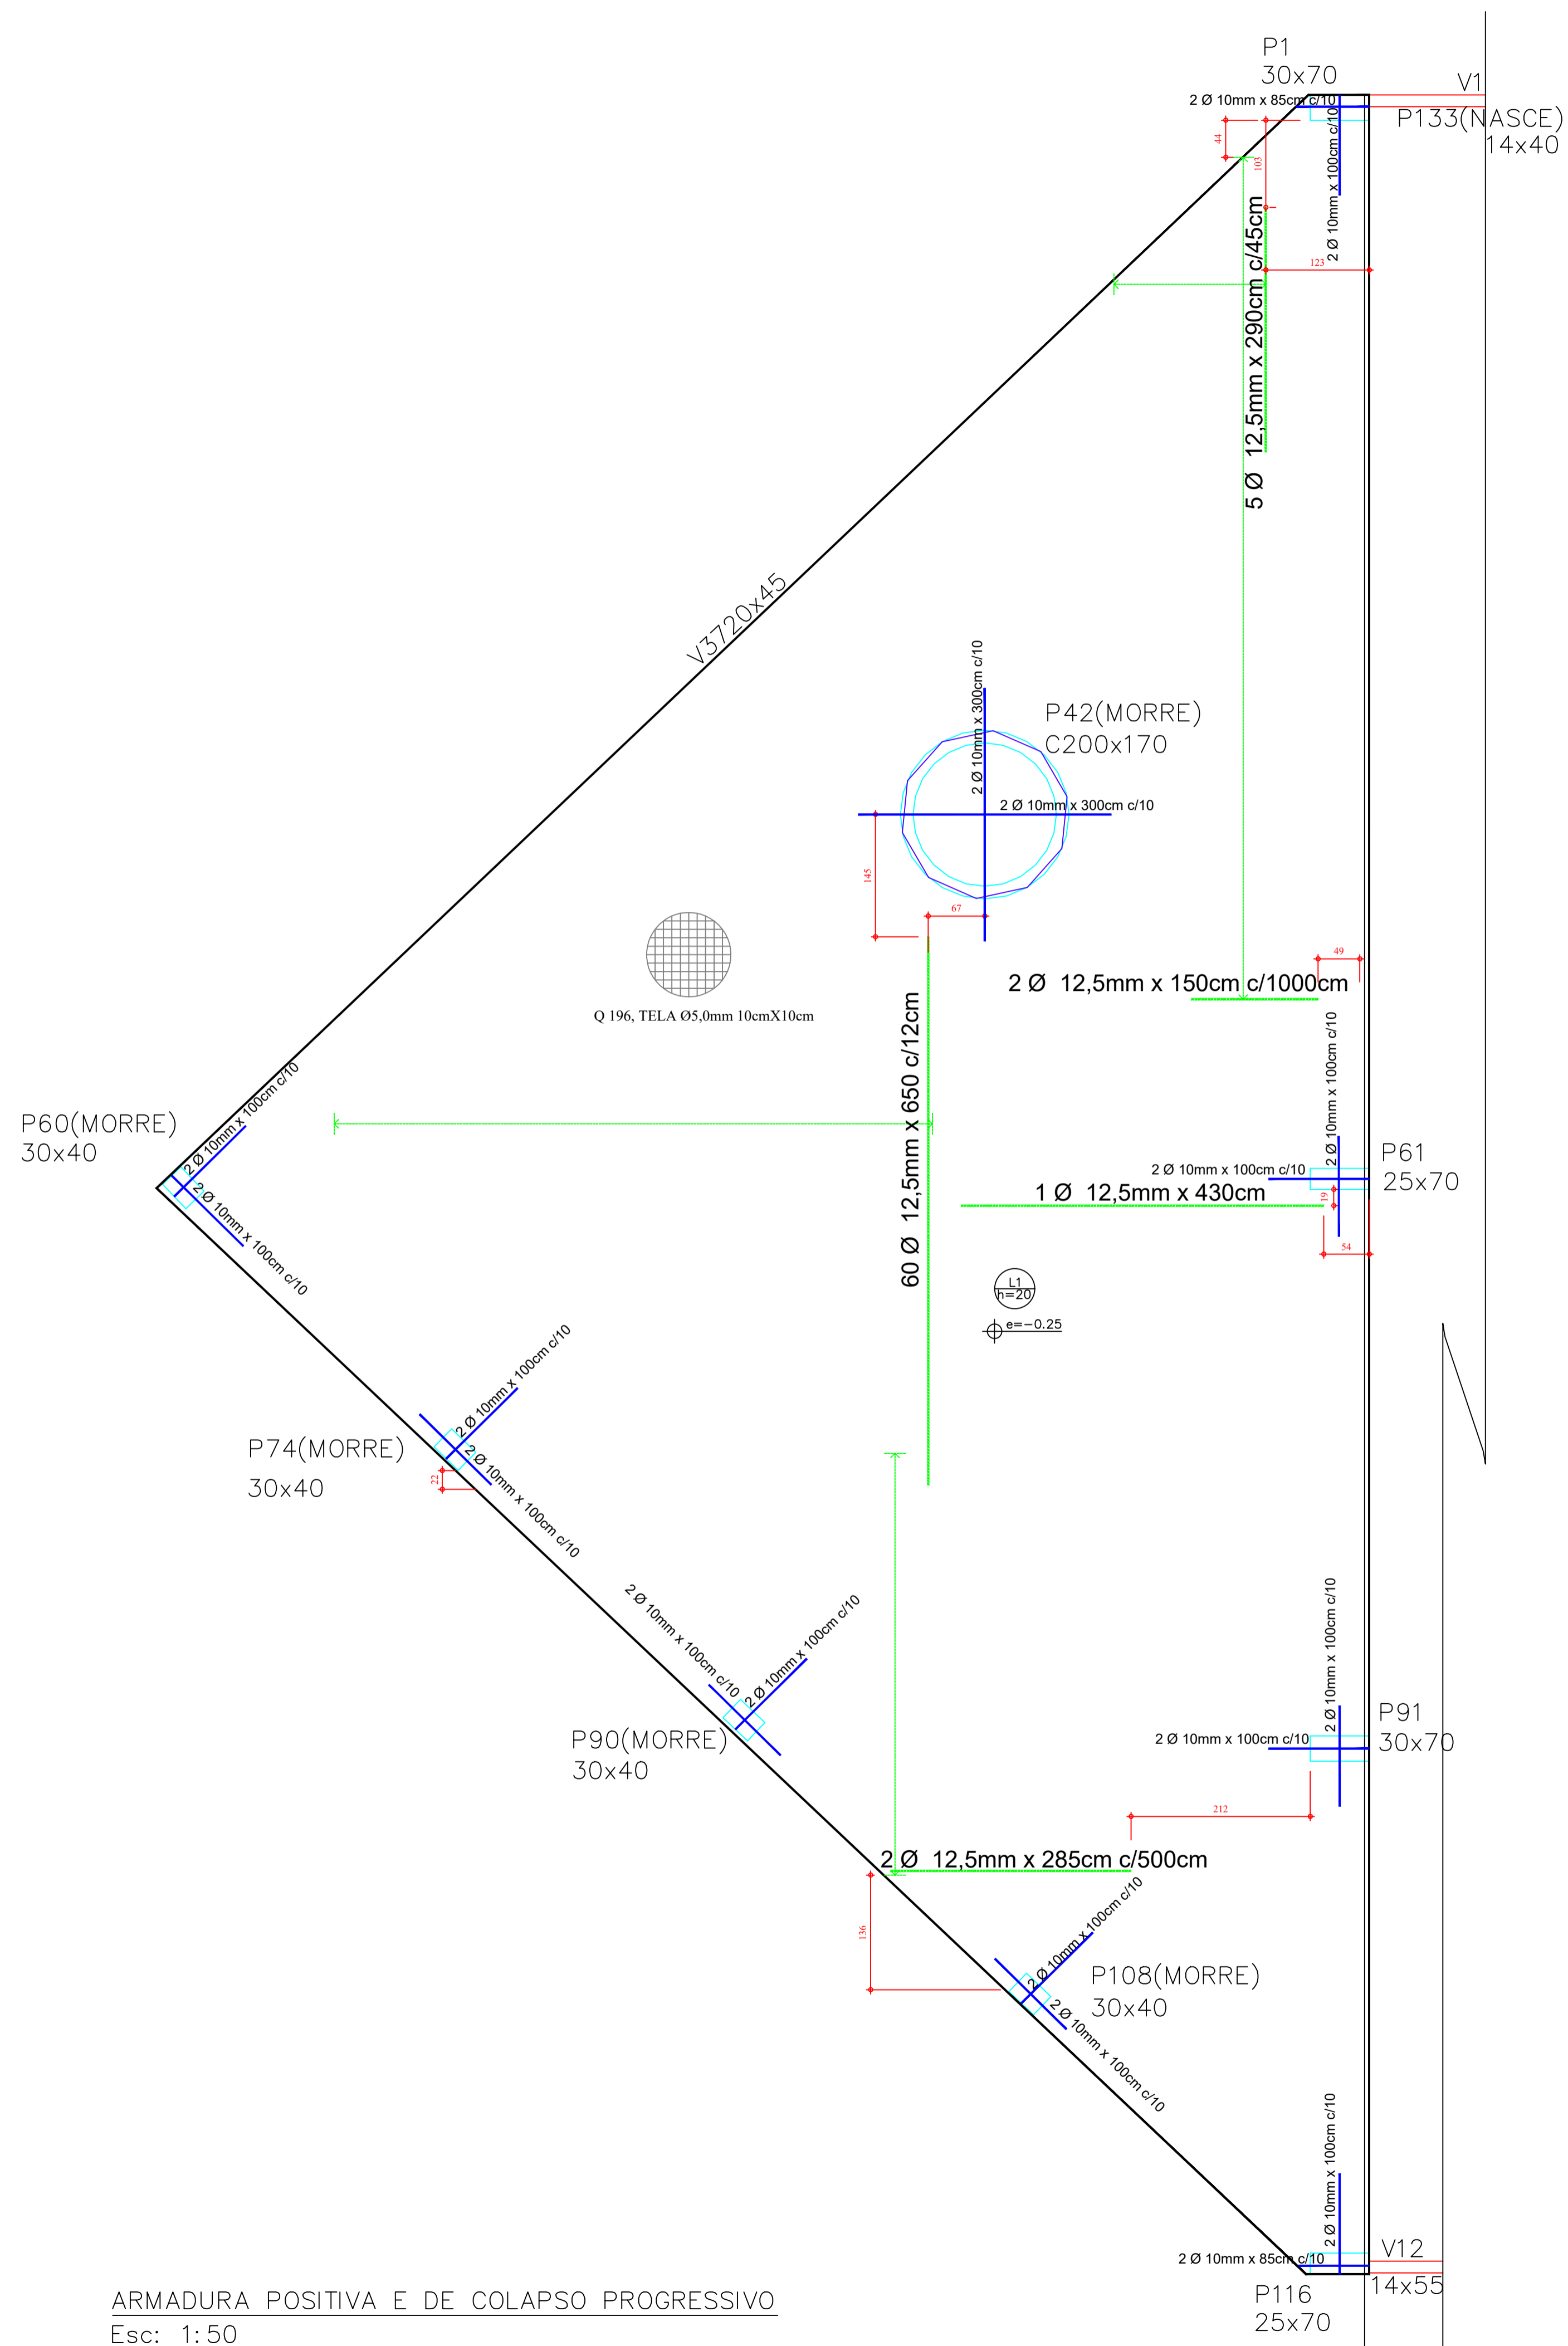 P1
30x70
V1
2 Ø 10mm x 85cm c/10
P133(NASCE)
14x40
44
103
2 Ø 10mm x 100cm c/10
123
5 Ø 12,5mm x 290cm c/45cm
V3720x45
2 Ø 10mm x 300cm c/10
P42(MORRE)
C200x170
2 Ø 10mm x 300cm c/10
145
67
49
2 Ø 12,5mm x 150cm c/1000cm
Q 196, TELA Ø5,0mm 10cmX10cm
60 Ø 12,5mm x 650 c/12cm
2 Ø 10mm x 100cm c/10
P60(MORRE)
30x40
2 Ø 10mm x 100cm c/10
2 Ø 10mm x 100cm c/10
2 Ø 10mm x 100cm c/10
P61
25x70
1 Ø 12,5mm x 430cm
19
54
L1
h=20
e=-0.25
2 Ø 10mm x 100cm c/10
P74(MORRE)
30x40
22
2 Ø 10mm x 100cm c/10
2 Ø 10mm x 100cm c/10
2 Ø 10mm x 100cm c/10
P90(MORRE)
30x40
2 Ø 10mm x 100cm c/10
2 Ø 10mm x 100cm c/10
P91
30x70
212
2 Ø 12,5mm x 285cm c/500cm
136
2 Ø 10mm x 100cm c/10
P108(MORRE)
30x40
2 Ø 10mm x 100cm c/10
2 Ø 10mm x 100cm c/10
2 Ø 10mm x 85cm c/10
V12
14x55
P116
25x70
ARMADURA POSITIVA E DE COLAPSO PROGRESSIVO
Esc: 1:50